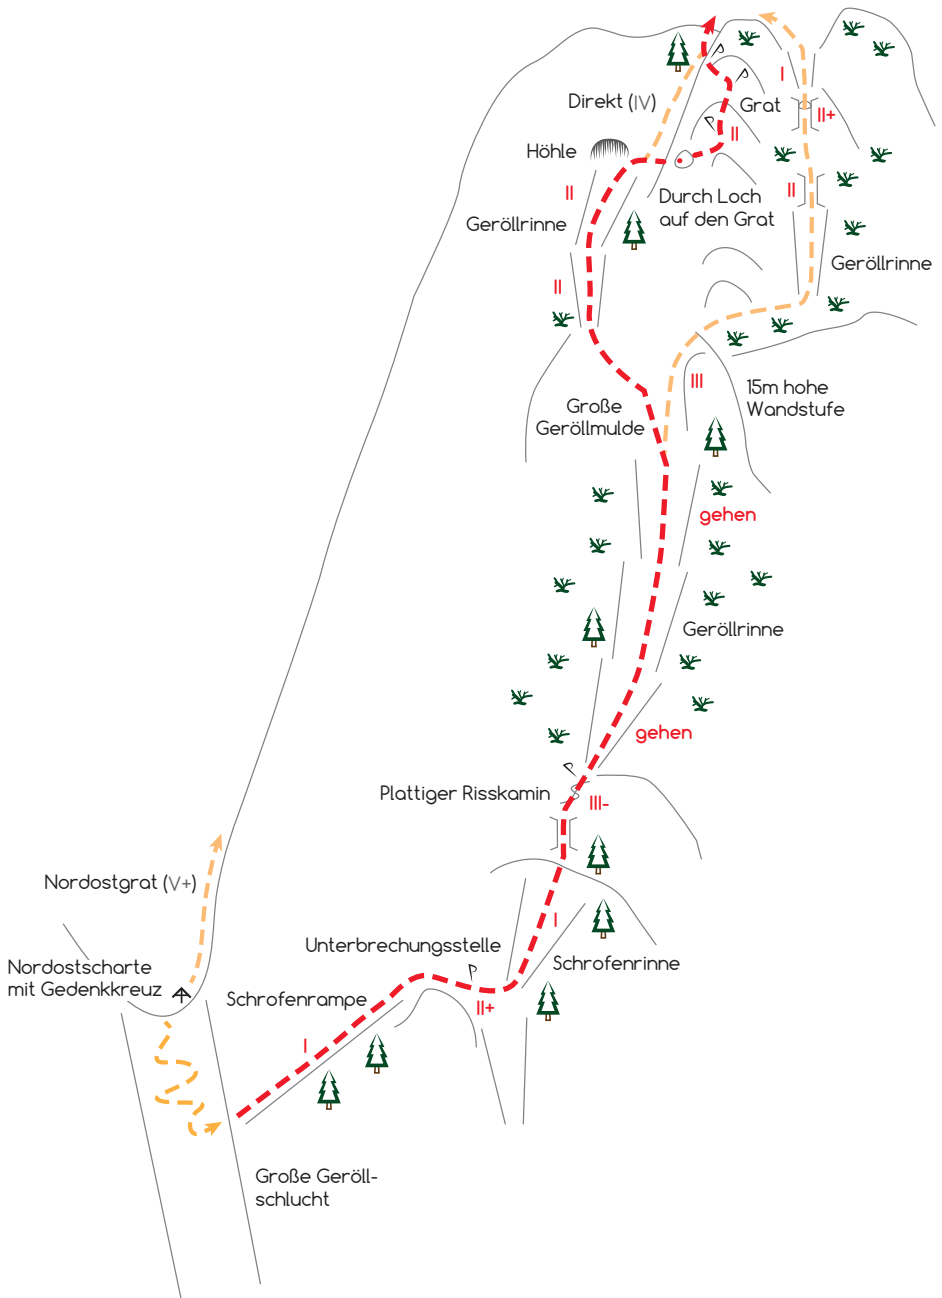 I
Direkt (IV)
Grat
II+
II
Höhle
II
II
Durch Loch
auf den Grat
Geröllrinne
Geröllrinne
II
III
15m hohe
Wandstufe
Große
Geröllmulde
gehen
Geröllrinne
gehen
Plattiger Risskamin
III-
Nordostgrat (V+)
I
Unterbrechungsstelle
Schrofenrinne
Nordostscharte
mit Gedenkkreuz
Schrofenrampe
II+
I
Große Geröll-
schlucht